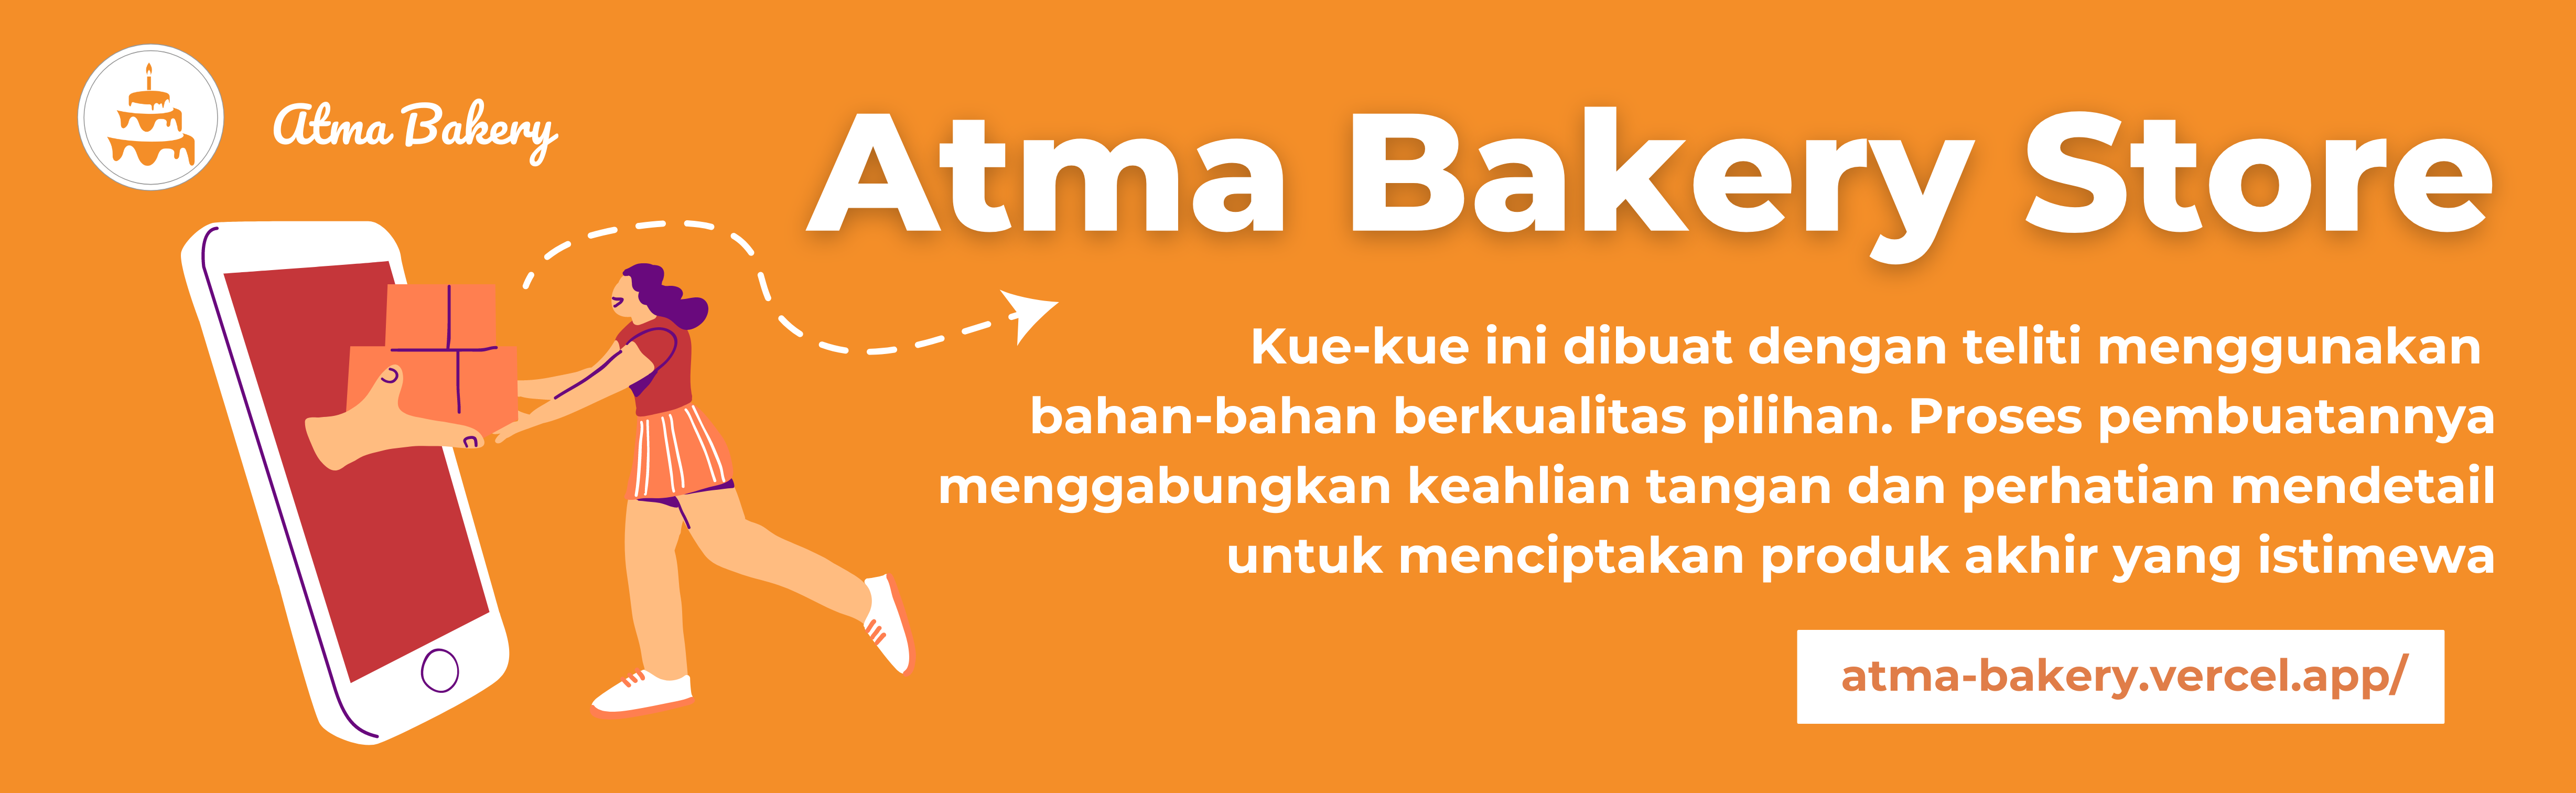 Atma Bakery
Atma Bakery Store
Kue-kue ini dibuat dengan teliti menggunakan
bahan-bahan berkualitas pilihan. Proses pembuatannya
menggabungkan keahlian tangan dan perhatian mendetail
untuk menciptakan produk akhir yang istimewa
atma-bakery.vercel.app/